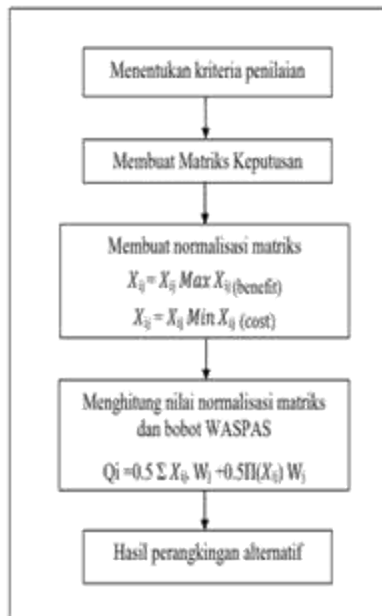 Menentukan kriteria penilaian
Membuat Matriks Keputusan
Membuat normalisasi matriks
Xij = Xij Max Xij (benefit)
Xij = Xij Min Xij (cost)
Menghitung nilai normalisasi matriks
dan bobot WASPAS
Qi =0.5 Σ Xij. Wj +0.5Π(Xij) Wj
Hasil perangkingan alternatif